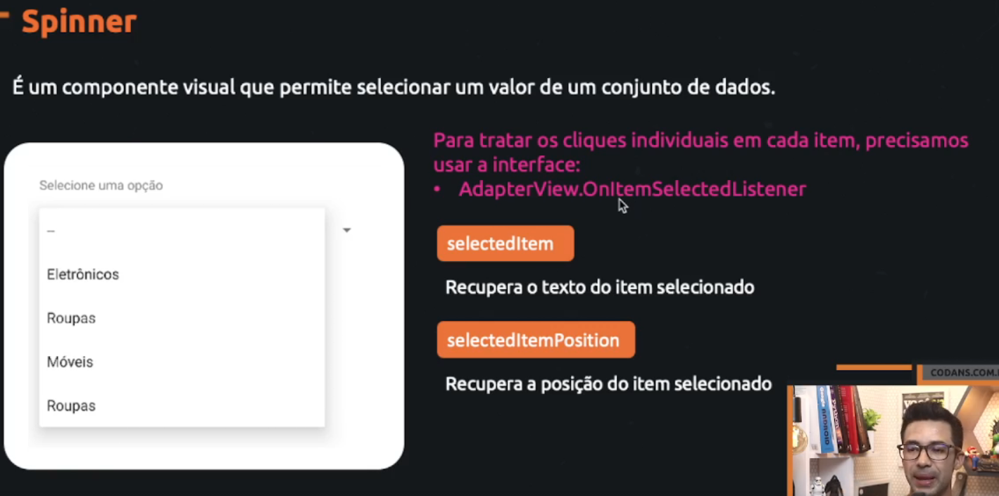 Spinner
É um componente visual que permite selecionar um valor de um conjunto de dados.
Selecione uma opção
--
Eletrônicos
Roupas
Móveis
Roupas
Para tratar os cliques individuais em cada item, precisamos
usar a interface:
• AdapterView.OnItemSelectedListener
selectedItem
Recupera o texto do item selecionado
selectedItemPosition
Recupera a posição do item selecionado
CODANS.COM.
ANDROID